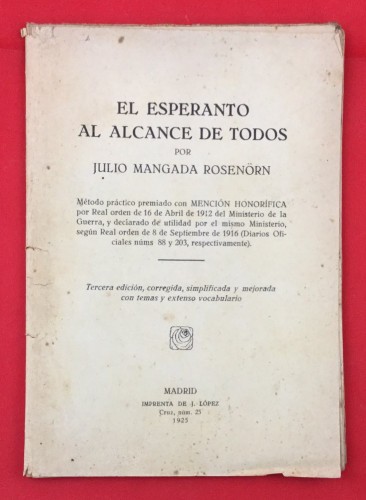 EL ESPERANTO
AL ALCANCE DE TODOS
POR
JULIO MANGADA ROSENÖRN
Método práctico premiado con MENCIÓN HONORÍFICA
por Real orden de 16 de Abril de 1912 del Ministerio de la
Guerra, y declarado de utilidad por el mismo Ministerio,
según Real orden de 8 de Septiembre de 1916 (Diarios Ofi-
ciales núms 88 y 203, respectivamente).
Tercera edición, corregida, simplificada y mejorada
con temas y extenso vocabulario
MADRID
IMPRENTA DE J. LÓPEZ
Cruz, núm. 25
1925